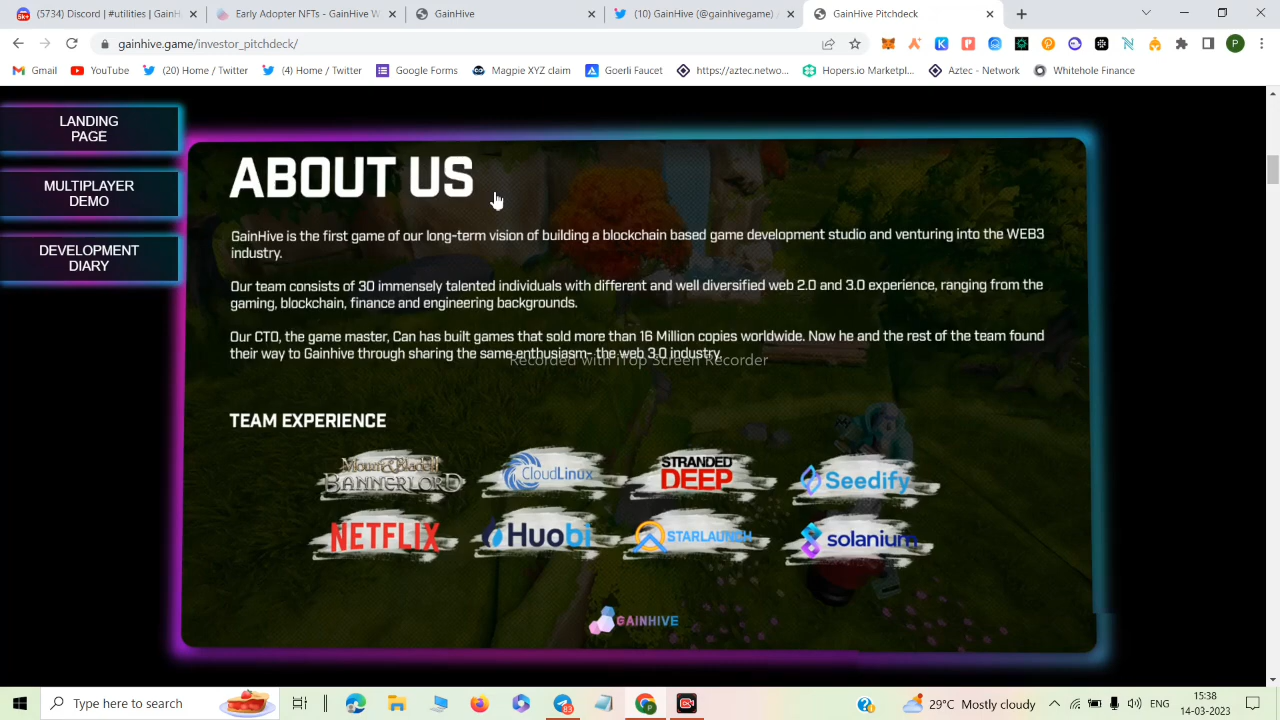 (5734) Discord | #utilities | GainH
Early Adopter NFTs - GainHive - W
Gainhive
(10) GainHive (@gainhivegame) /
GainHive Pitchdeck
gainhive.game/investor_pitchdeck/
Gmail
YouTube
(20) Home / Twitter
(4) Home / Twitter
Google Forms
Magpie XYZ claim
Goerli Faucet
https://aztec.netwo...
Hopers.io Marketpl...
Aztec - Network
Whitehole Finance
LANDING
PAGE
MULTIPLAYER
DEMO
DEVELOPMENT
DIARY
ABOUT US
GainHive is the first game of our long-term vision of building a blockchain based game development studio and venturing into the WEB3
industry.
Our team consists of 30 immensely talented individuals with different and well diversified web 2.0 and 3.0 experience, ranging from the
gaming, blockchain, finance and engineering backgrounds.
Our CTO, the game master, Can has built games that sold more than 16 Million copies worldwide. Now he and the rest of the team found
their way to Gainhive through sharing the same enthusiasm- the web 3.0 industry.
Recorded with iTop Screen Recorder
TEAM EXPERIENCE
Mount & Blade II
BANNERLORD
CloudLinux
STRANDED
DEEP
Seedify
NETFLIX
Huobi
STARLAUNCH
solanium
GAINHIVE
Type here to search
83
29°C Mostly cloudy
ENG
15:38
14-03-2023